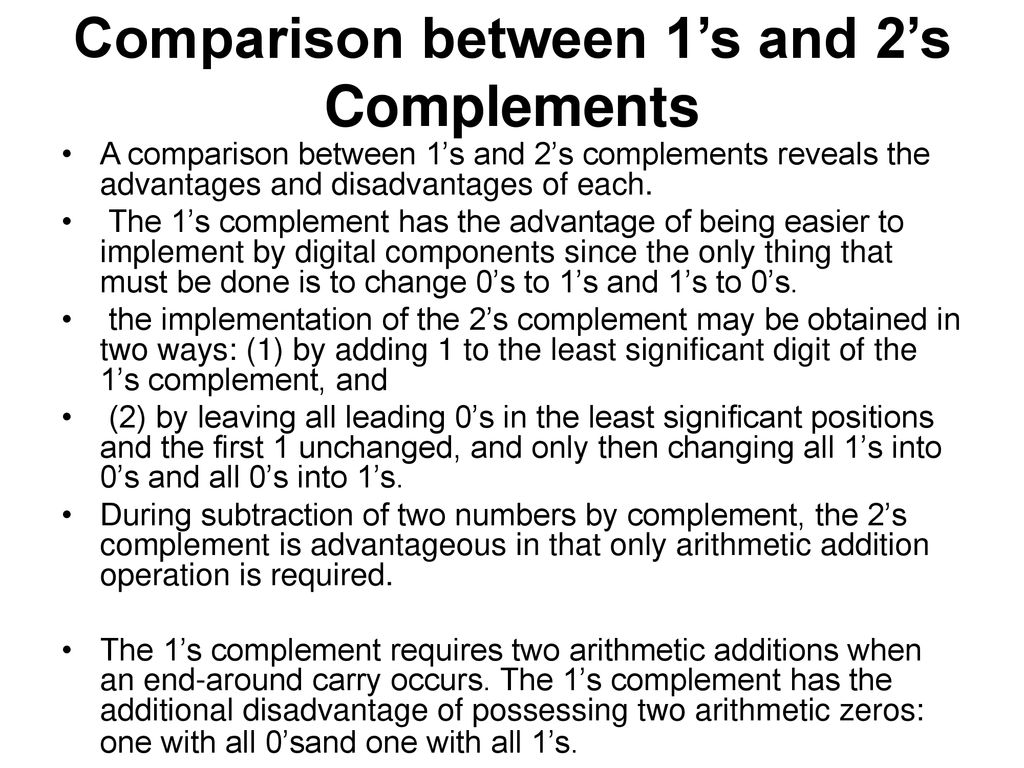 Comparison between 1’s and 2’s
Complements
• A comparison between 1’s and 2’s complements reveals the
advantages and disadvantages of each.
• The 1’s complement has the advantage of being easier to
implement by digital components since the only thing that
must be done is to change 0’s to 1’s and 1’s to 0’s.
• the implementation of the 2’s complement may be obtained in
two ways: (1) by adding 1 to the least significant digit of the
1’s complement, and
• (2) by leaving all leading 0’s in the least significant positions
and the first 1 unchanged, and only then changing all 1’s into
0’s and all 0’s into 1’s.
• During subtraction of two numbers by complement, the 2’s
complement is advantageous in that only arithmetic addition
operation is required.
• The 1’s complement requires two arithmetic additions when
an end-around carry occurs. The 1’s complement has the
additional disadvantage of possessing two arithmetic zeros:
one with all 0’sand one with all 1’s.